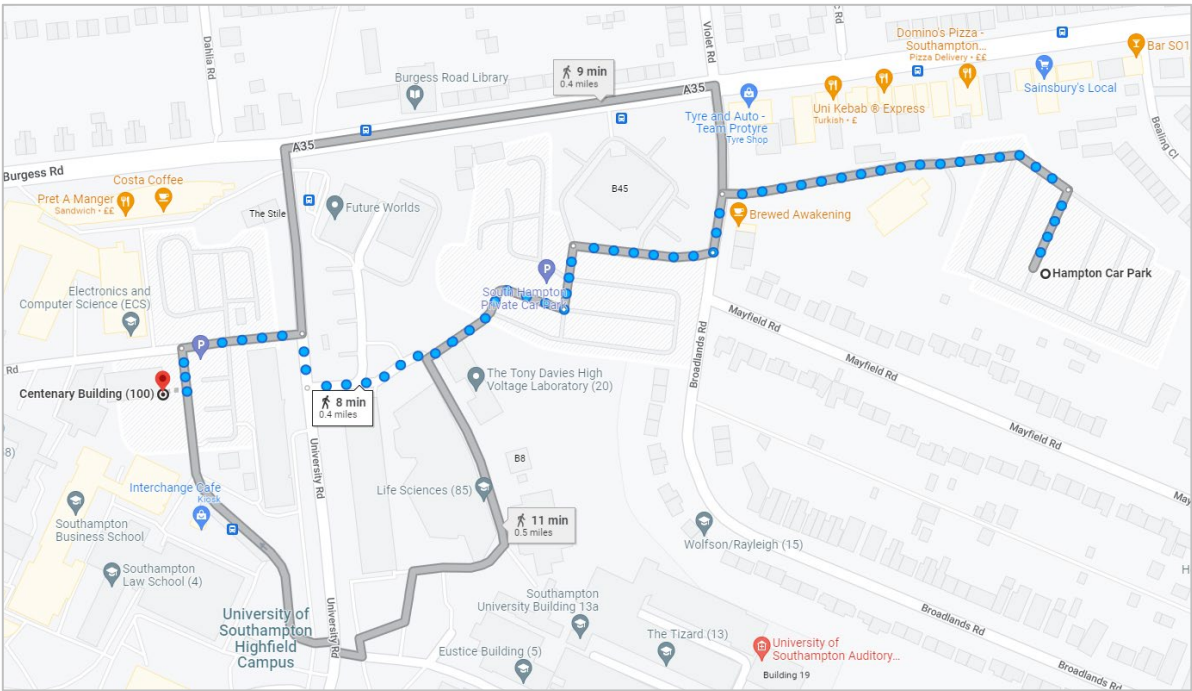 Dahlia Rd
Violet Rd
c Rd
Domino's Pizza -
Southampton...
Pizza Delivery • ££
Bar SO1
Burgess Road Library
9 min
0.4 miles
A35
Sainsbury's Local
Tyre and Auto -
Team Protyre
Tyre Shop
Uni Kebab ® Express
Turkish • £
Bealing Cl
A35
Burgess Rd
Costa Coffee
Pret A Manger
Sandwich • ££
The Stile
Future Worlds
B45
Brewed Awakening
Hampton Car Park
P
South Hampton
Private Car Park
Electronics and
Computer Science (ECS)
P
Mayfield Rd
Mayfield Rd
Rd
Centenary Building (100)
8 min
0.4 miles
The Tony Davies High
Voltage Laboratory (20)
Broadlands Rd
Mayfield Rd
8)
University Rd
B8
Interchange Cafe
Kiosk
Life Sciences (85)
May
Southampton
Business School
11 min
0.5 miles
Wolfson/Rayleigh (15)
Southampton
Law School (4)
H
University of
Southampton
Highfield
Campus
University Rd
Southampton
University Building 13a
Broadlands Rd
The Tizard (13)
Eustice Building (5)
University of
Southampton Auditory...
Building 19
Broadlands Rd